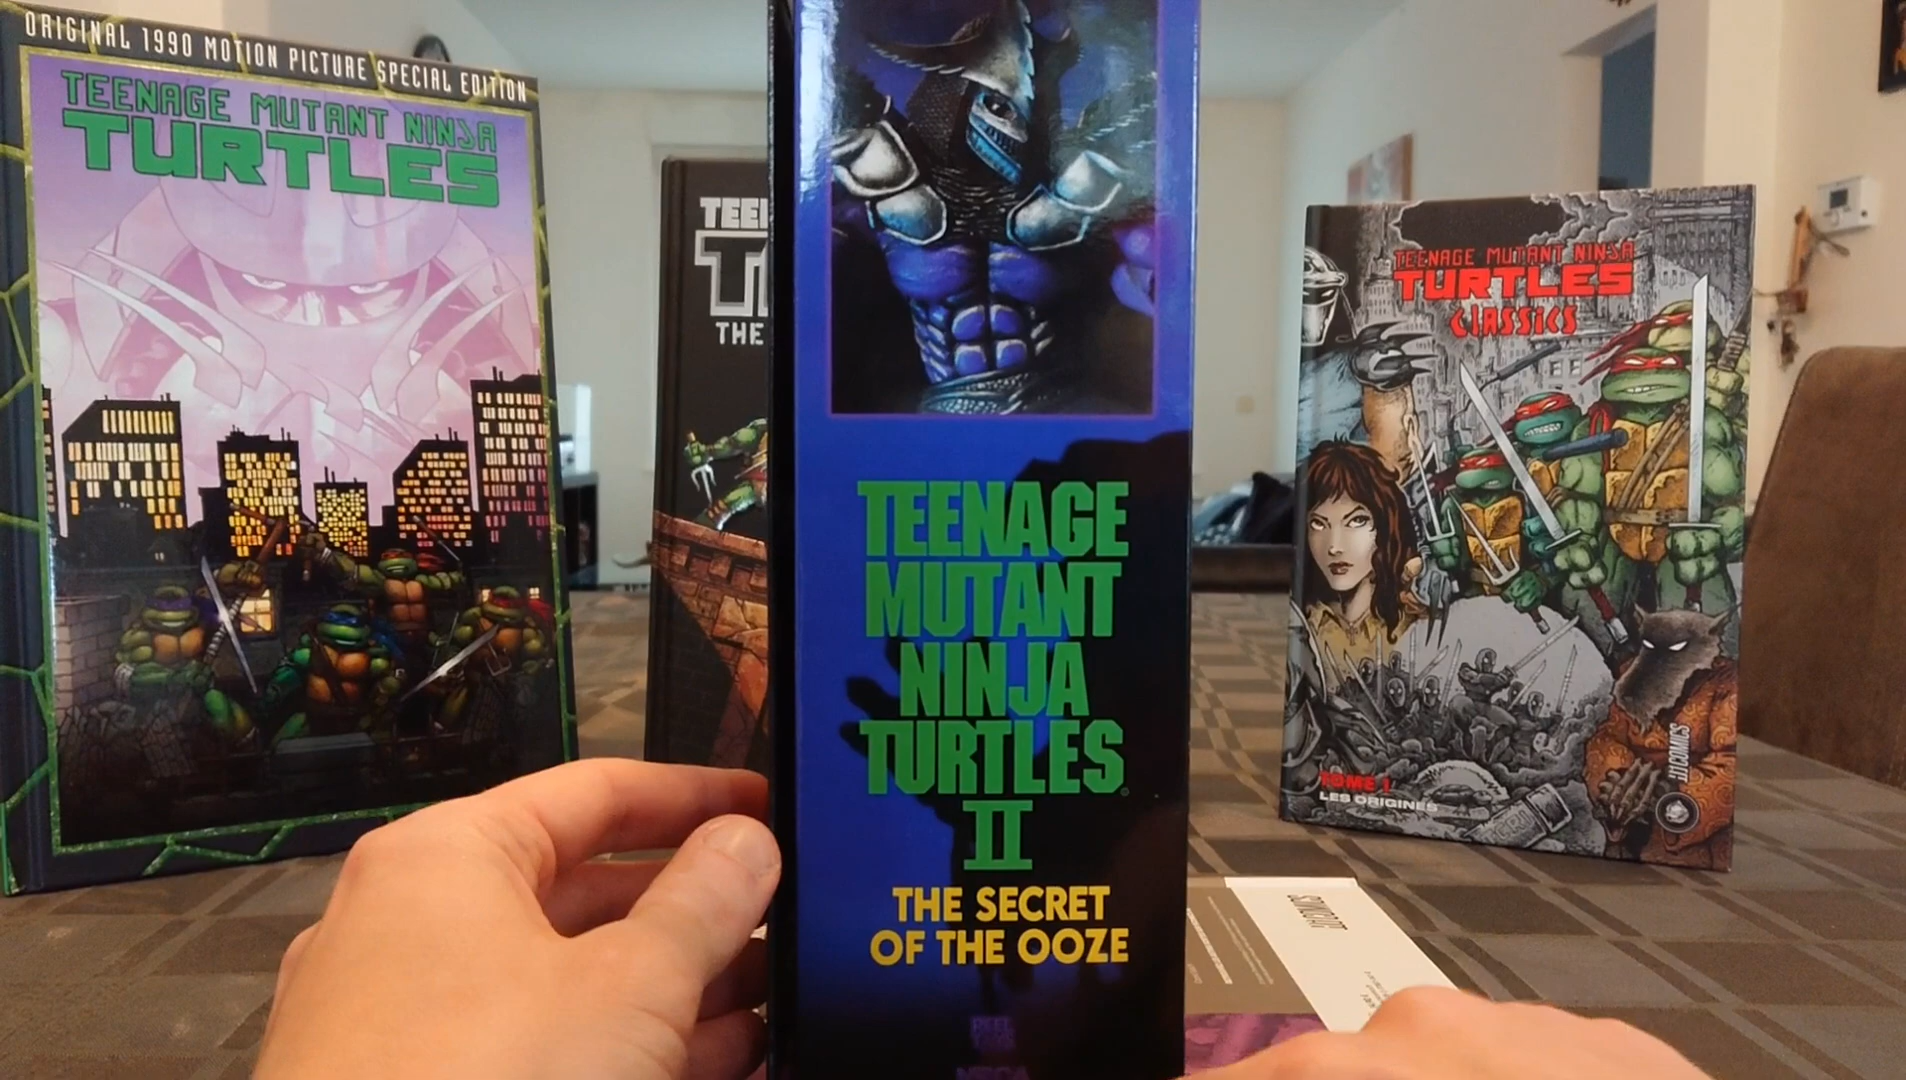 ORIGINAL 1990 MOTION PICTURE SPECIAL EDITION
TEENAGE MUTANT NINJA
TURTLES
THE
TEENAGE
MUTANT
NINJA
TURTLES
II
THE SECRET
OF THE OOZE
TEENAGE MUTANT NINJA
TURTLES
CLASSICS
TOME 1
LES ORIGINES